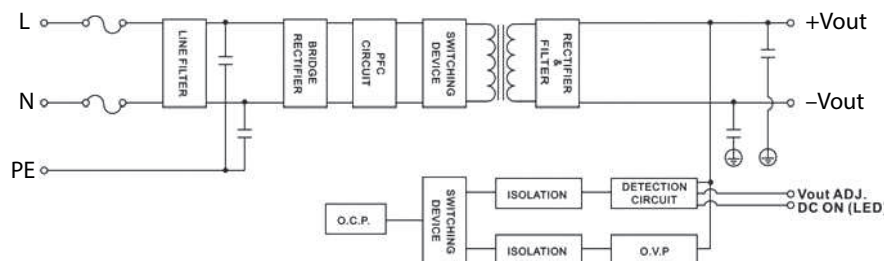 L
+Vout
LINE FILTER
BRIDGE
RECTIFIER
PFC
CIRCUIT
SWITCHING
DEVICE
RECTIFIER
&
FILTER
N
–Vout
PE
SWITCHING
DEVICE
ISOLATION
DETECTION
CIRCUIT
Vout ADJ.
DC ON (LED
O.C.P.
ISOLATION
O.V.P